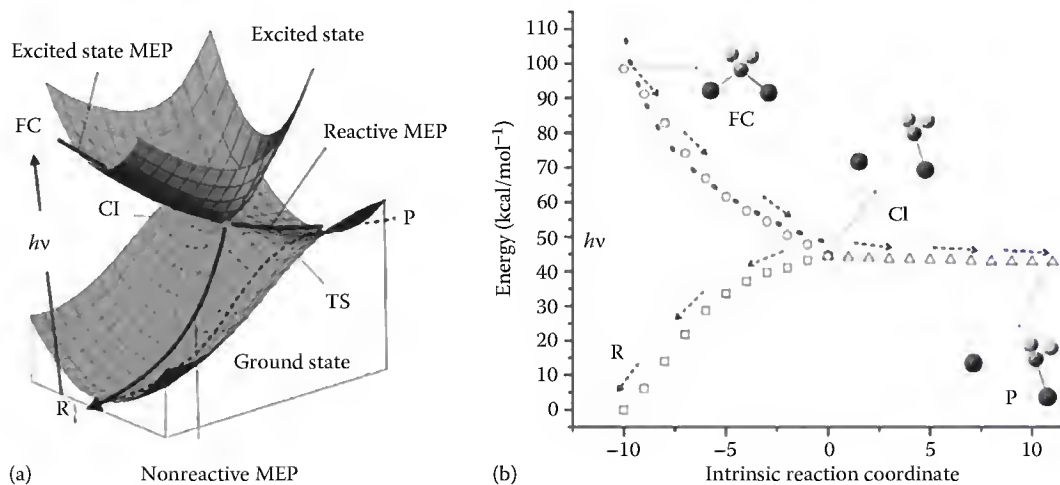 Excited state MEP
Excited state
FC
Reactive MEP
CI
P
hν
TS
Ground state
R
(a)
Nonreactive MEP
Energy (kcal/mol⁻¹)
110
100
90
80
70
60
50
40
30
20
10
0
FC
CI
hν
R
P
−10
−5
0
5
10
(b)
Intrinsic reaction coordinate